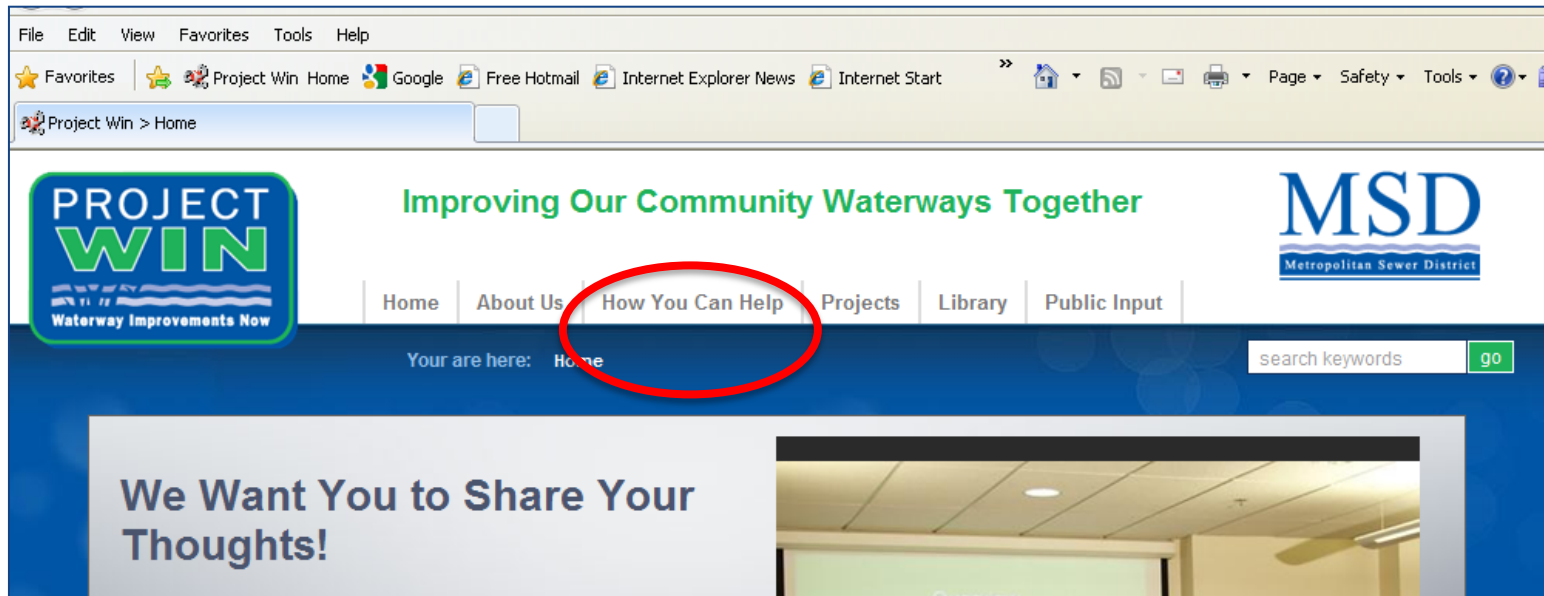 File Edit View Favorites Tools Help
Favorites Project Win Home Google Free Hotmail Internet Explorer News Internet Start » Page Safety Tools
Project Win > Home
PROJECT
WIN
Waterway Improvements Now
Improving Our Community Waterways Together
MSD
Metropolitan Sewer District
Home About Us How You Can Help Projects Library Public Input
Your are here: Home
search keywords go
We Want You to Share Your
Thoughts!